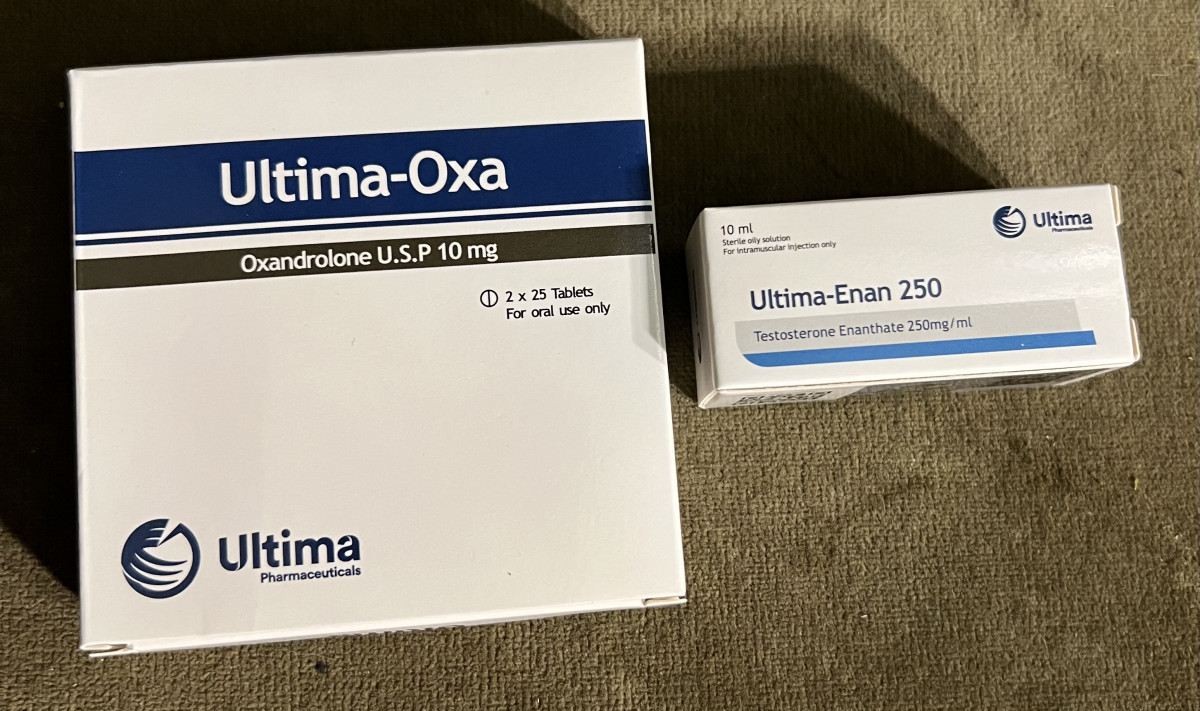 Ultima-Oxa
Oxandrolone U.S.P 10 mg
2 x 25 Tablets
For oral use only
Ultima
Pharmaceuticals
10 ml
Sterile oily solution
For intramuscular injection only
Ultima
Pharmaceuticals
Ultima-Enan 250
Testosterone Enanthate 250mg/ml